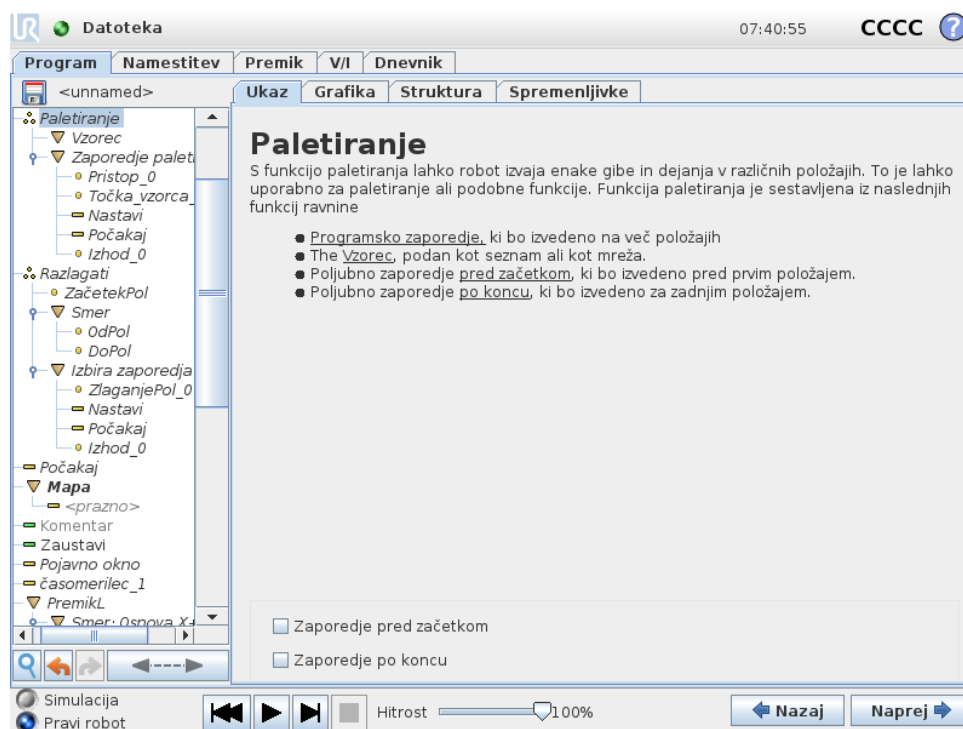 UR Datoteka 07:40:55 CCCC ?
Program Namestitev Premik V/I Dnevnik
<unnamed>
Ukaz Grafika Struktura Spremenljivke
Paletiranje
Vzorec
Zaporedje paleti
Pristop_0
Točka_vzorca_
Nastavi
Počakaj
Izhod_0
Razlagati
ZačetekPol
Smer
OdPol
DoPol
Izbira zaporedja
ZlaganjePol_0
Nastavi
Počakaj
Izhod_0
Počakaj
Mapa
<prazno>
Komentar
Zaustavi
Pojavno okno
časomerilec_1
PremikL
Smer: Osnova X+
Paletiranje
S funkcijo paletiranja lahko robot izvaja enake gibe in dejanja v različnih položajih. To je lahko
uporabno za paletiranje ali podobne funkcije. Funkcija paletiranja je sestavljena iz naslednjih
funkcij ravnine
Programsko zaporedje, ki bo izvedeno na več položajih
The Vzorec, podan kot seznam ali kot mreža.
Poljubno zaporedje pred začetkom, ki bo izvedeno pred prvim položajem.
Poljubno zaporedje po koncu, ki bo izvedeno za zadnjim položajem.
Zaporedje pred začetkom
Zaporedje po koncu
Simulacija
Pravi robot
Hitrost 100%
Nazaj Naprej